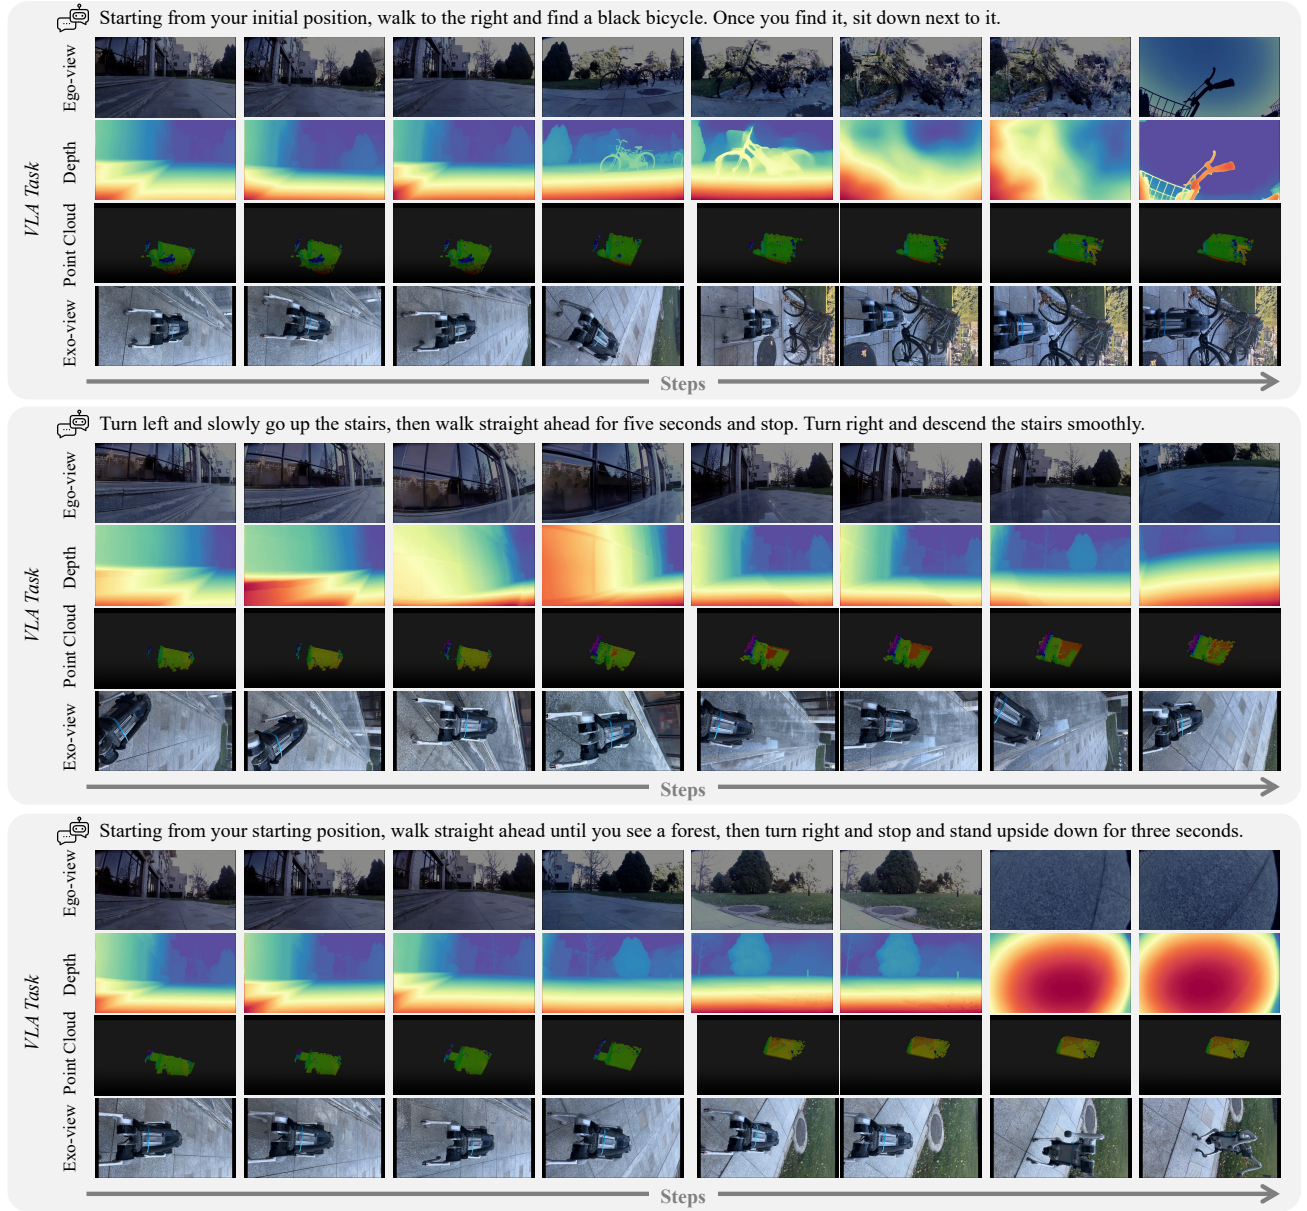 Starting from your initial position, walk to the right and find a black bicycle. Once you find it, sit down next to it.
VLA Task
Ego-view
Depth
Point Cloud
Exo-view
Steps
Turn left and slowly go up the stairs, then walk straight ahead for five seconds and stop. Turn right and descend the stairs smoothly.
VLA Task
Ego-view
Depth
Point Cloud
Exo-view
Steps
Starting from your starting position, walk straight ahead until you see a forest, then turn right and stop and stand upside down for three seconds.
VLA Task
Ego-view
Depth
Point Cloud
Exo-view
Steps